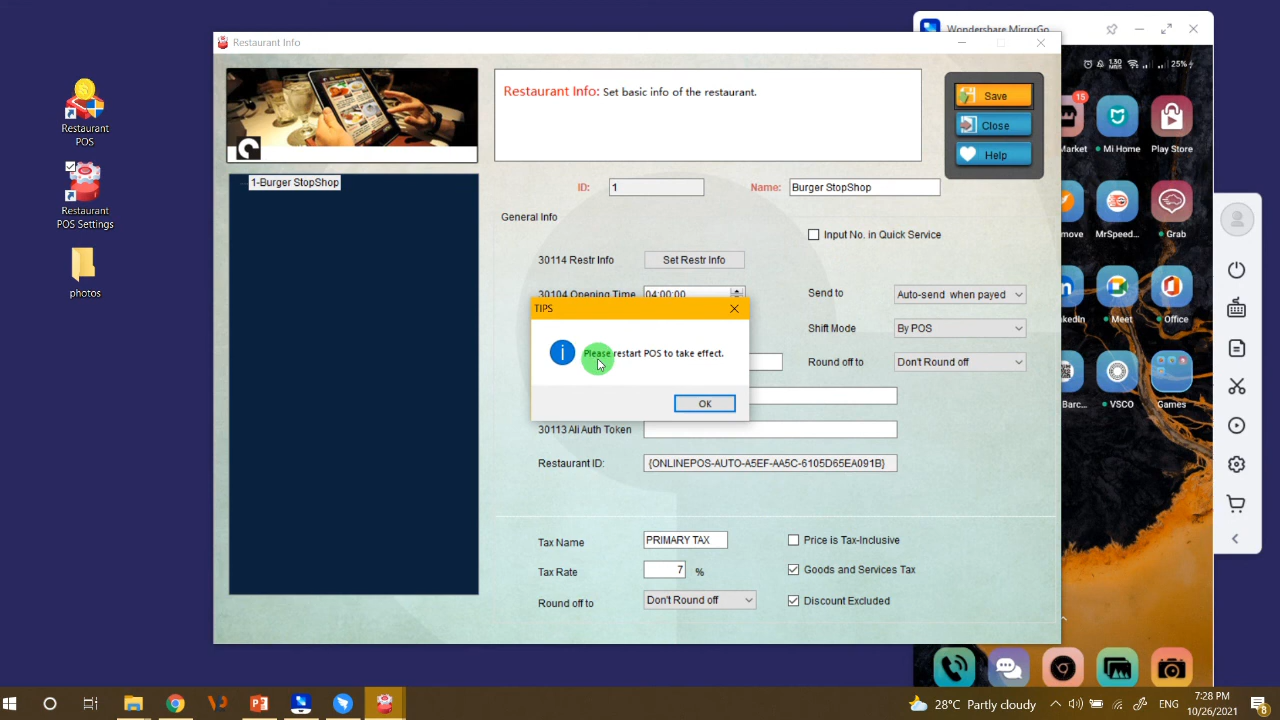 Wondershare MirrorGo
Restaurant Info
Restaurant Info: Set basic info of the restaurant.
Save
Close
Help
1-Burger StopShop
ID: 1
Name: Burger StopShop
General Info
Input No. in Quick Service
30114 Restr Info
Set Restr Info
30104 Opening Time 04:00:00
Send to Auto-send when payed
Shift Mode By POS
Round off to Don't Round off
TIPS
Please restart POS to take effect.
OK
30113 Ali Auth Token
Restaurant ID: {ONLINEPOS-AUTO-A5EF-AA5C-6105D65EA091B}
Tax Name PRIMARY TAX
Price is Tax-Inclusive
Tax Rate 7 %
Goods and Services Tax
Round off to Don't Round off
Discount Excluded
Restaurant
POS
Restaurant
POS Settings
photos
1.50
25%
15
Market
Mi Home
Play Store
MrSpeed...
Grab
Meet
Office
Barc...
VSCO
Games
28°C Partly cloudy
ENG
7:28 PM
10/26/2021
8